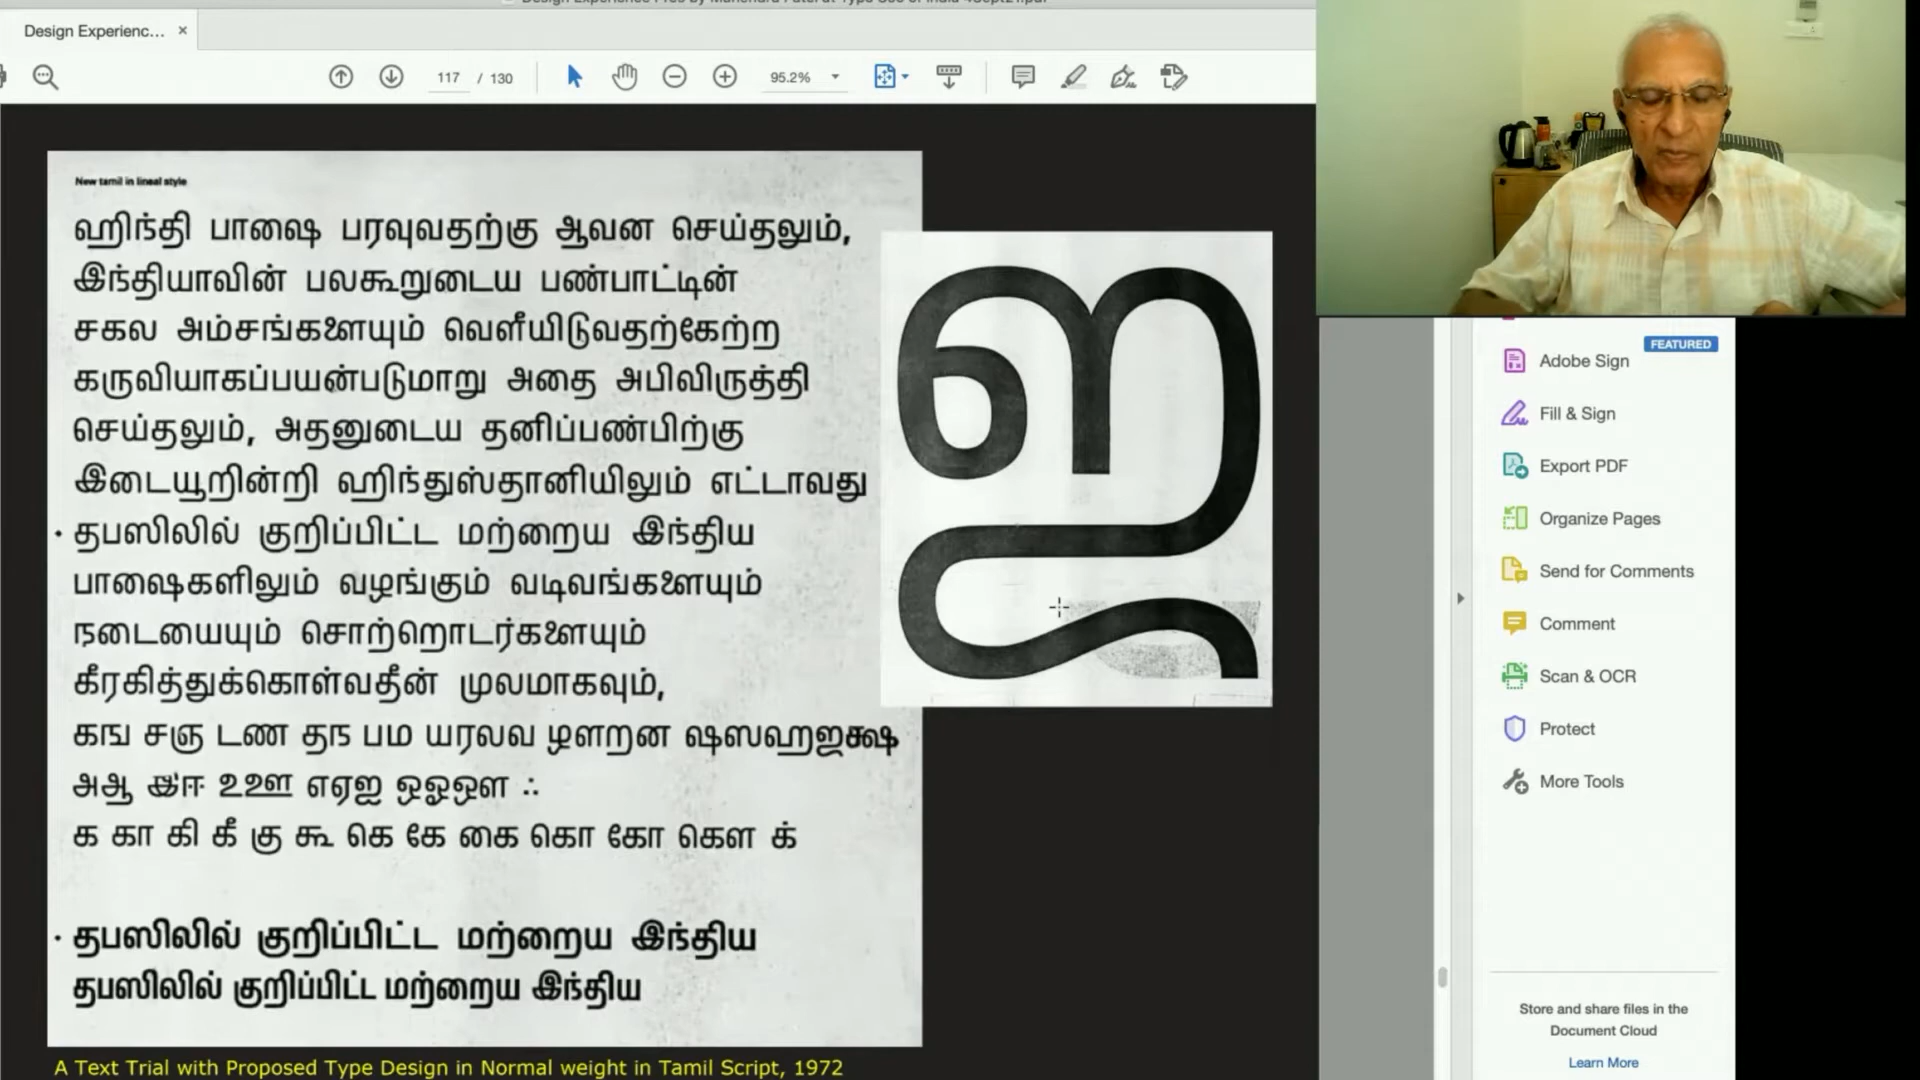 Design Experienc...
117 / 130
95.2%
New tamil in lineal style
ஹிந்தி பாஷை பரவுவதற்கு ஆவன செய்தலும்,
இந்தியாவின் பலகூறுடைய பண்பாட்டின்
சகல அம்சங்களையும் வெளீயிடுவதற்கேற்ற
கருவியாகப்பயன்படுமாறு அதை அபிவிருத்தி
செய்தலும், அதனுடைய தனிப்பண்பிற்கு
இடையூறின்றி ஹிந்துஸ்தானியிலும் எட்டாவது
· தபஸிலில் குறிப்பிட்ட மற்றைய இந்திய
பாஷைகளிலும் வழங்கும் வடிவங்களையும்
நடையையும் சொற்றொடர்களையும்
கீரகித்துக்கொள்வதீன் முலமாகவும்,
கங சஞ டண தந பம யரலவ ழளறன ஷஸஹஜக்ஷ
அஆ இஈ உஊ எஏஐ ஒஓஔ ஃ
க கா கி கீ கு கூ கெ கே கை கொ கோ கௌ க்
· தபஸிலில் குறிப்பிட்ட மற்றைய இந்திய
தபஸிலில் குறிப்பிட்ட மற்றைய இந்திய
A Text Trial with Proposed Type Design in Normal weight in Tamil Script, 1972
ஐ
FEATURED
Adobe Sign
Fill & Sign
Export PDF
Organize Pages
Send for Comments
Comment
Scan & OCR
Protect
More Tools
Store and share files in the
Document Cloud
Learn More